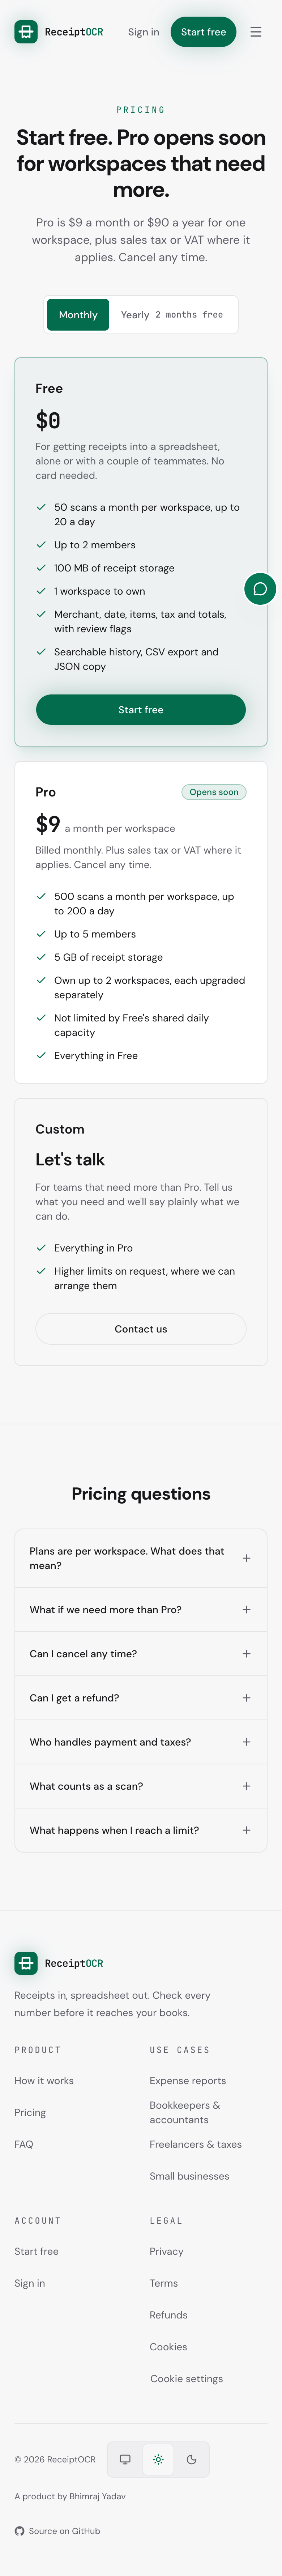 ReceiptOCR
Sign in
Start free
PRICING
Start free. Pro opens soon
for workspaces that need
more.
Pro is $9 a month or $90 a year for one
workspace, plus sales tax or VAT where it
applies. Cancel any time.
Monthly
Yearly 2 months free
Free
$0
For getting receipts into a spreadsheet,
alone or with a couple of teammates. No
card needed.
50 scans a month per workspace, up to
20 a day
Up to 2 members
100 MB of receipt storage
1 workspace to own
Merchant, date, items, tax and totals,
with review flags
Searchable history, CSV export and
JSON copy
Start free
Pro
Opens soon
$9 a month per workspace
Billed monthly. Plus sales tax or VAT where it
applies. Cancel any time.
500 scans a month per workspace, up
to 200 a day
Up to 5 members
5 GB of receipt storage
Own up to 2 workspaces, each upgraded
separately
Not limited by Free's shared daily
capacity
Everything in Free
Custom
Let's talk
For teams that need more than Pro. Tell us
what you need and we'll say plainly what we
can do.
Everything in Pro
Higher limits on request, where we can
arrange them
Contact us
Pricing questions
Plans are per workspace. What does that
mean?
What if we need more than Pro?
Can I cancel any time?
Can I get a refund?
Who handles payment and taxes?
What counts as a scan?
What happens when I reach a limit?
ReceiptOCR
Receipts in, spreadsheet out. Check every
number before it reaches your books.
PRODUCT
How it works
Pricing
FAQ
USE CASES
Expense reports
Bookkeepers &
accountants
Freelancers & taxes
Small businesses
ACCOUNT
Start free
Sign in
LEGAL
Privacy
Terms
Refunds
Cookies
Cookie settings
© 2026 ReceiptOCR
A product by Bhimraj Yadav
Source on GitHub